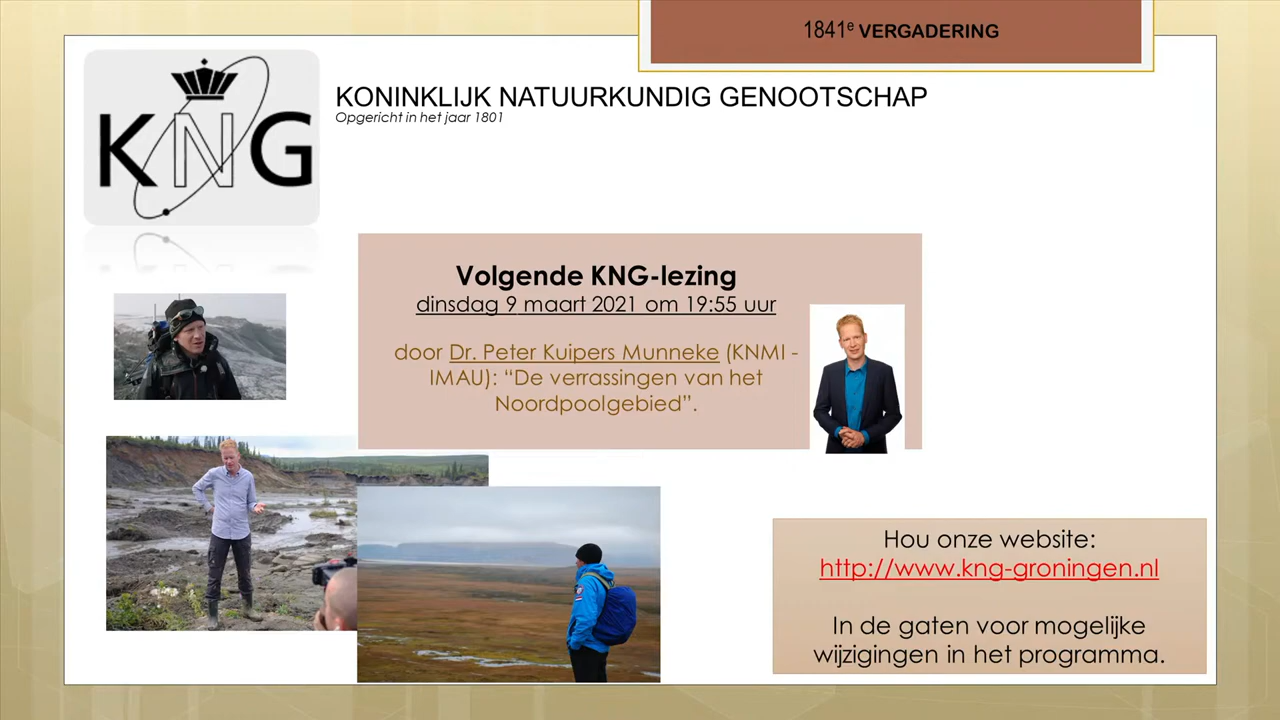 1841e VERGADERING
KNG
KONINKLIJK NATUURKUNDIG GENOOTSCHAP
Opgericht in het jaar 1801
Volgende KNG-lezing
dinsdag 9 maart 2021 om 19:55 uur
door Dr. Peter Kuipers Munneke (KNMI -
IMAU): “De verrassingen van het
Noordpoolgebied”.
Hou onze website:
http://www.kng-groningen.nl
In de gaten voor mogelijke
wijzigingen in het programma.